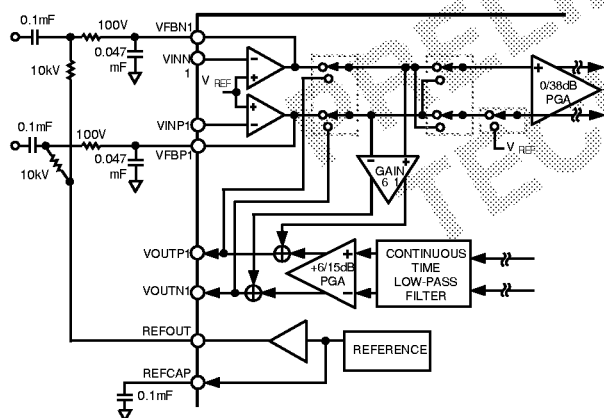 0.1mF
100V
VFBN1
0.047
mF
VINN
1
10kV
V REF
0/38dB
PGA
0.1mF
100V
VINP1
VFBP1
0.047
mF
10kV
V REF
GAIN
6 1
VOUTP1
+6/15dB
PGA
CONTINUOUS
TIME
LOW-PASS
FILTER
VOUTN1
REFOUT
REFERENCE
REFCAP
0.1mF